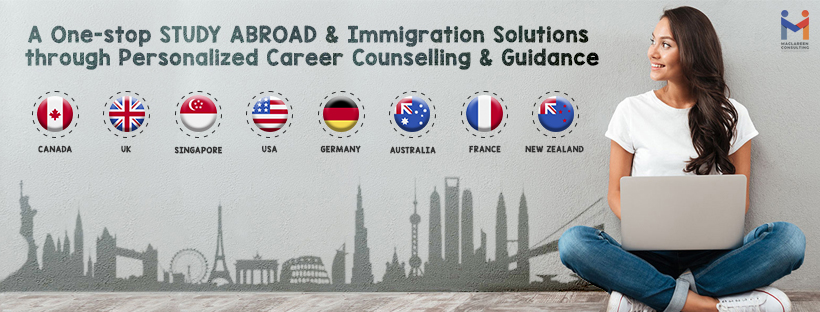 A One-stop STUDY ABROAD & Immigration Solutions
through Personalized Career Counselling & Guidance
MACLARREN
CONSULTING
CANADA
UK
SINGAPORE
USA
GERMANY
AUSTRALIA
FRANCE
NEW ZEALAND